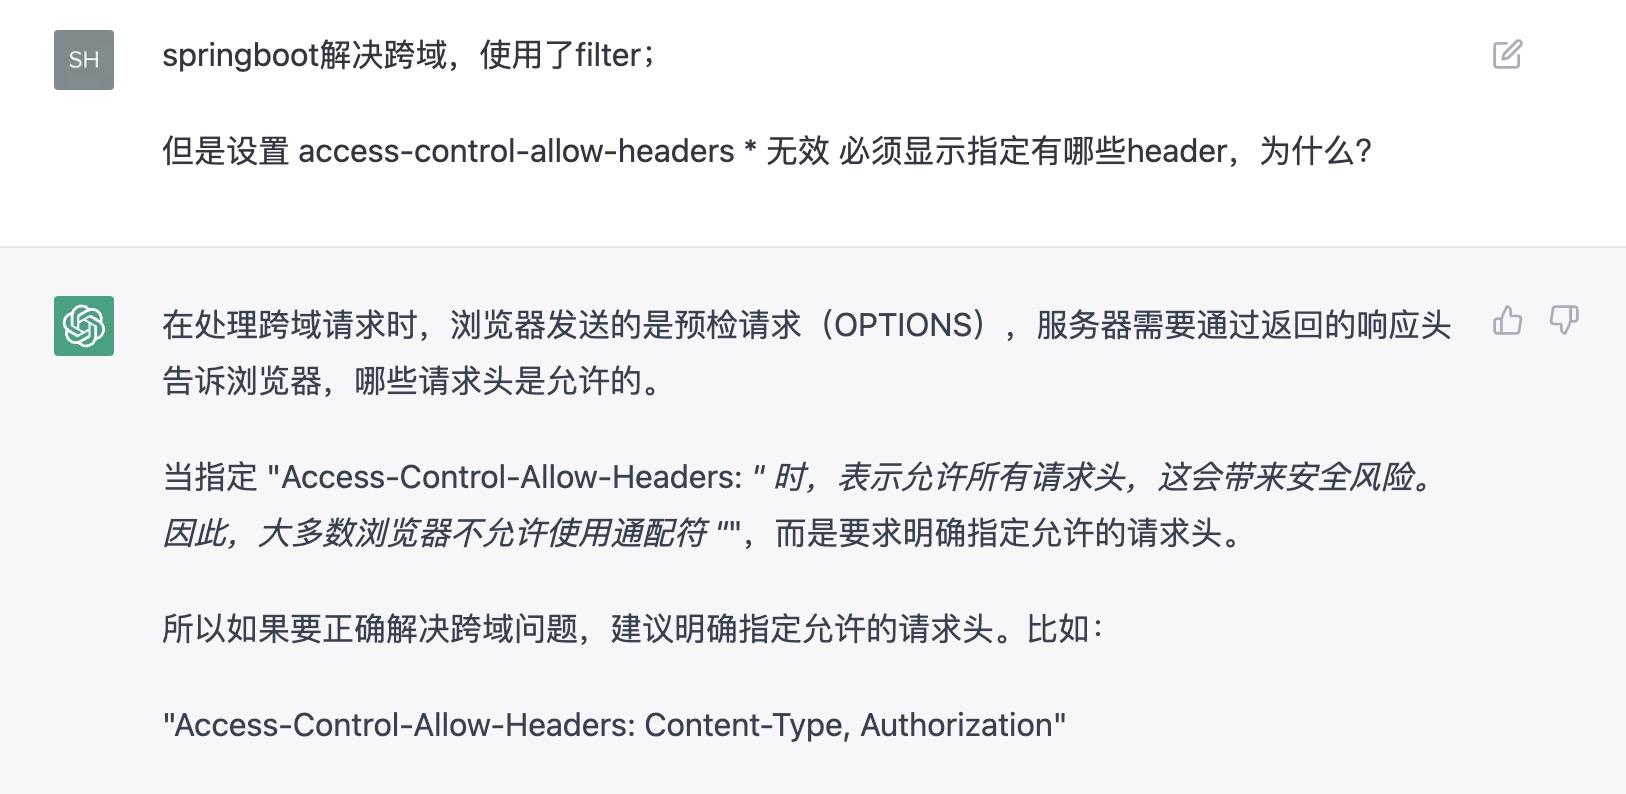 SH
springboot解决跨域，使用了filter；
但是设置 access-control-allow-headers * 无效 必须显示指定有哪些header，为什么？
在处理跨域请求时，浏览器发送的是预检请求（OPTIONS），服务器需要通过返回的响应头
告诉浏览器，哪些请求头是允许的。
当指定 "Access-Control-Allow-Headers: " 时，表示允许所有请求头，这会带来安全风险。
因此，大多数浏览器不允许使用通配符 ""，而是要求明确指定允许的请求头。
所以如果要正确解决跨域问题，建议明确指定允许的请求头。比如：
"Access-Control-Allow-Headers: Content-Type, Authorization"